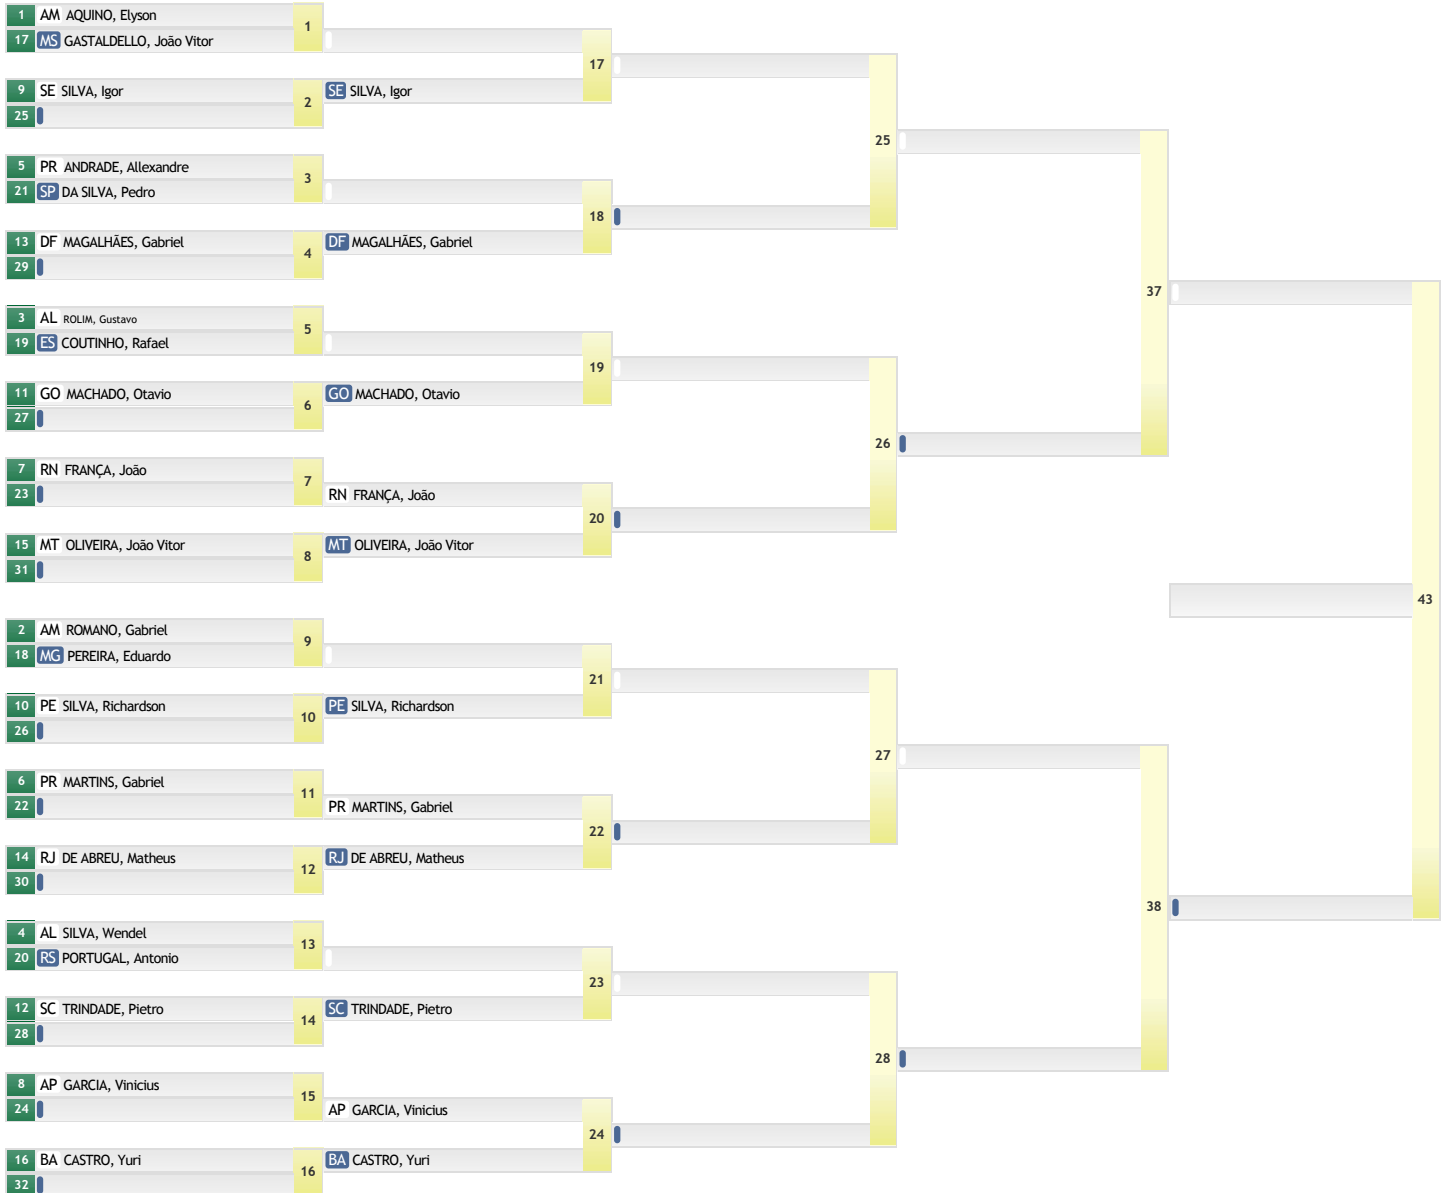 1 AM AQUINO, Elyson
1
17 MS GASTALDELLO, João Vitor
17
9 SE SILVA, Igor
2
SE SILVA, Igor
25
25
5 PR ANDRADE, Allexandre
3
21 SP DA SILVA, Pedro
18
13 DF MAGALHÃES, Gabriel
4
DF MAGALHÃES, Gabriel
29
37
3 AL ROLIM, Gustavo
5
19 ES COUTINHO, Rafael
19
11 GO MACHADO, Otavio
6
GO MACHADO, Otavio
27
26
7 RN FRANÇA, João
7
23
RN FRANÇA, João
20
15 MT OLIVEIRA, João Vitor
8
MT OLIVEIRA, João Vitor
31
43
2 AM ROMANO, Gabriel
9
18 MG PEREIRA, Eduardo
21
10 PE SILVA, Richardson
10
PE SILVA, Richardson
26
27
6 PR MARTINS, Gabriel
11
22
PR MARTINS, Gabriel
22
14 RJ DE ABREU, Matheus
12
RJ DE ABREU, Matheus
30
38
4 AL SILVA, Wendel
13
20 RS PORTUGAL, Antonio
23
12 SC TRINDADE, Pietro
14
SC TRINDADE, Pietro
28
28
8 AP GARCIA, Vinicius
15
24
AP GARCIA, Vinicius
24
16 BA CASTRO, Yuri
16
BA CASTRO, Yuri
32